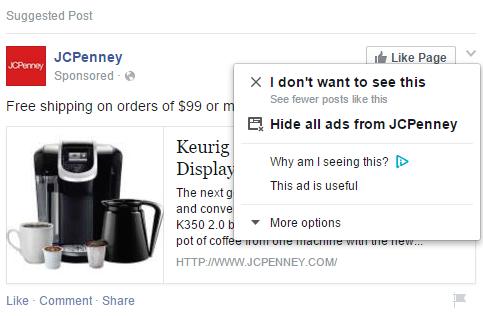 Suggested Post
JCPenney
JCPenney
Sponsored ·
Like Page
Free shipping on orders of $99 or m
I don't want to see this
See fewer posts like this
Hide all ads from JCPenney
Why am I seeing this?
This ad is useful
More options
Keurig
Display
The next g
and conve
K350 2.0 b
pot of coffee from one machine with the new...
HTTP://WWW.JCPENNEY.COM/
Like · Comment · Share